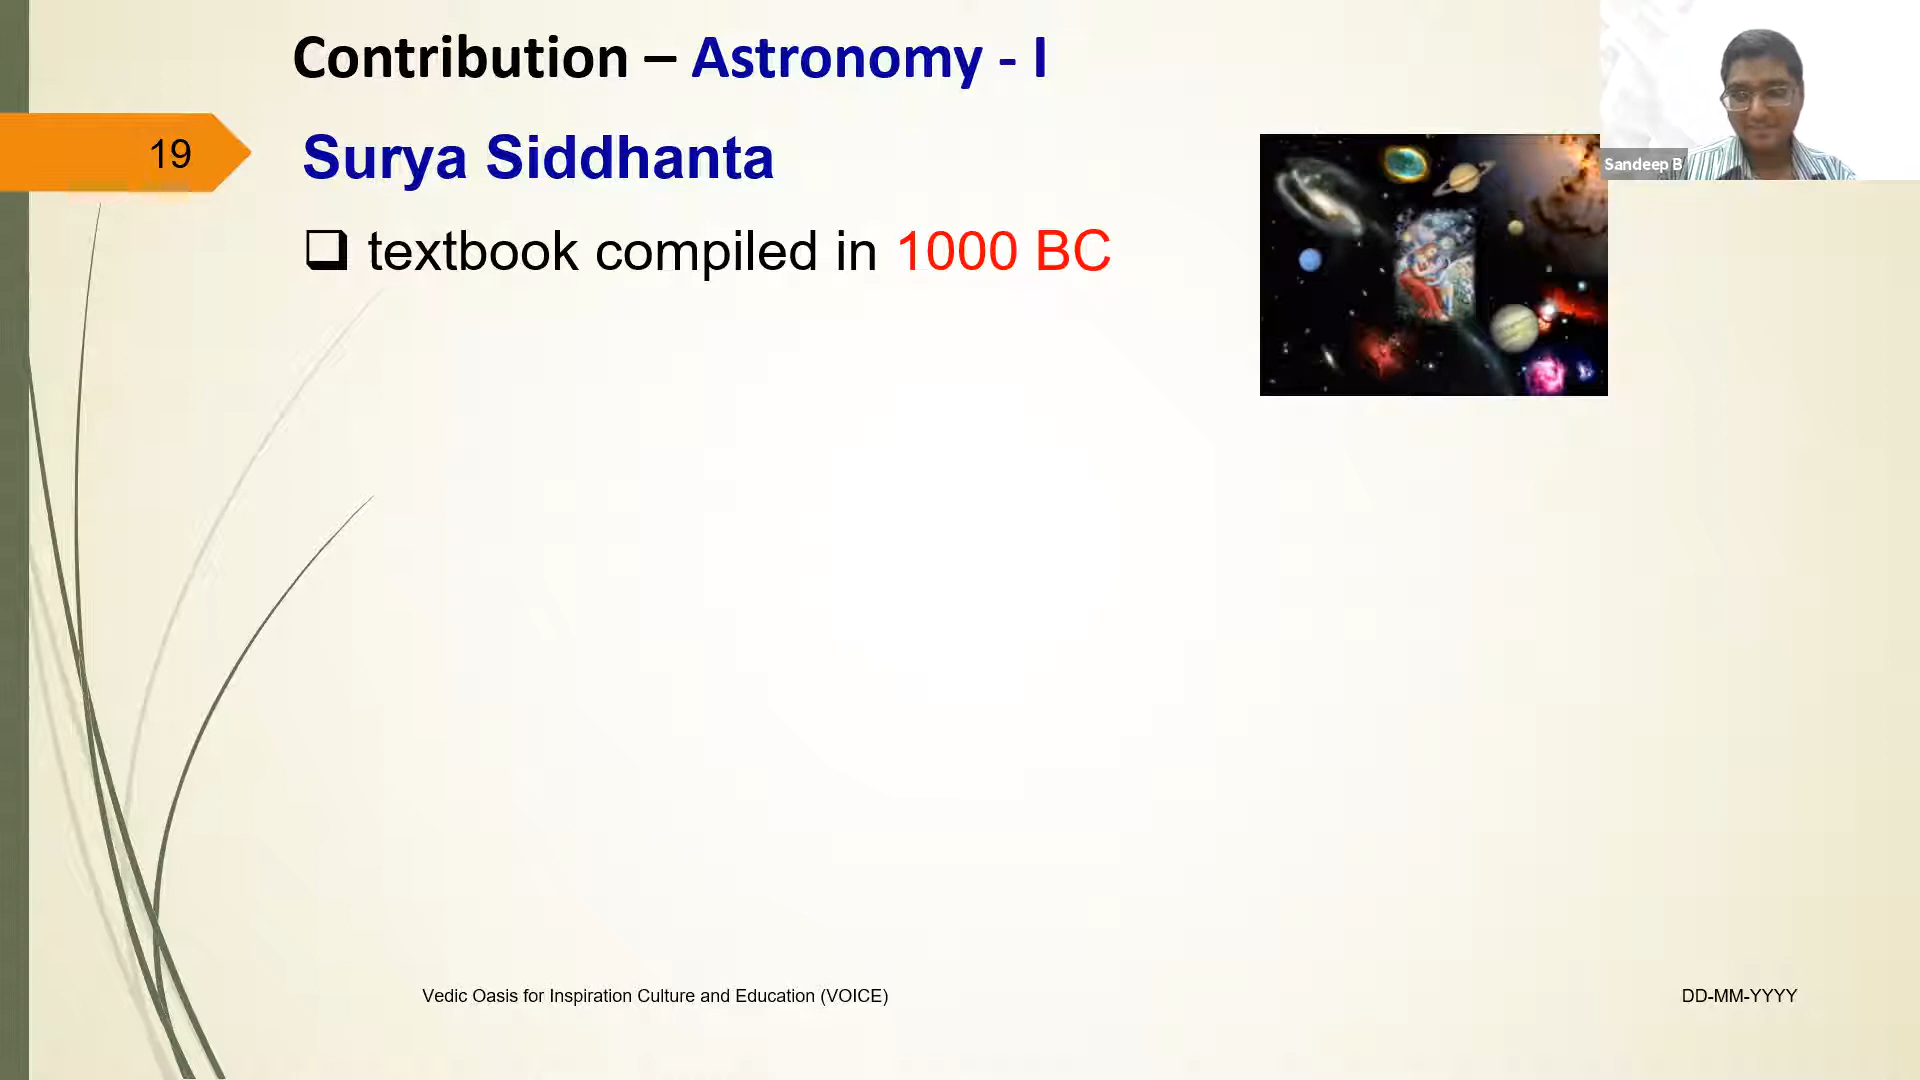 Contribution – Astronomy - I
19
Surya Siddhanta
❑ textbook compiled in 1000 BC
Sandeep B
Vedic Oasis for Inspiration Culture and Education (VOICE)
DD-MM-YYYY